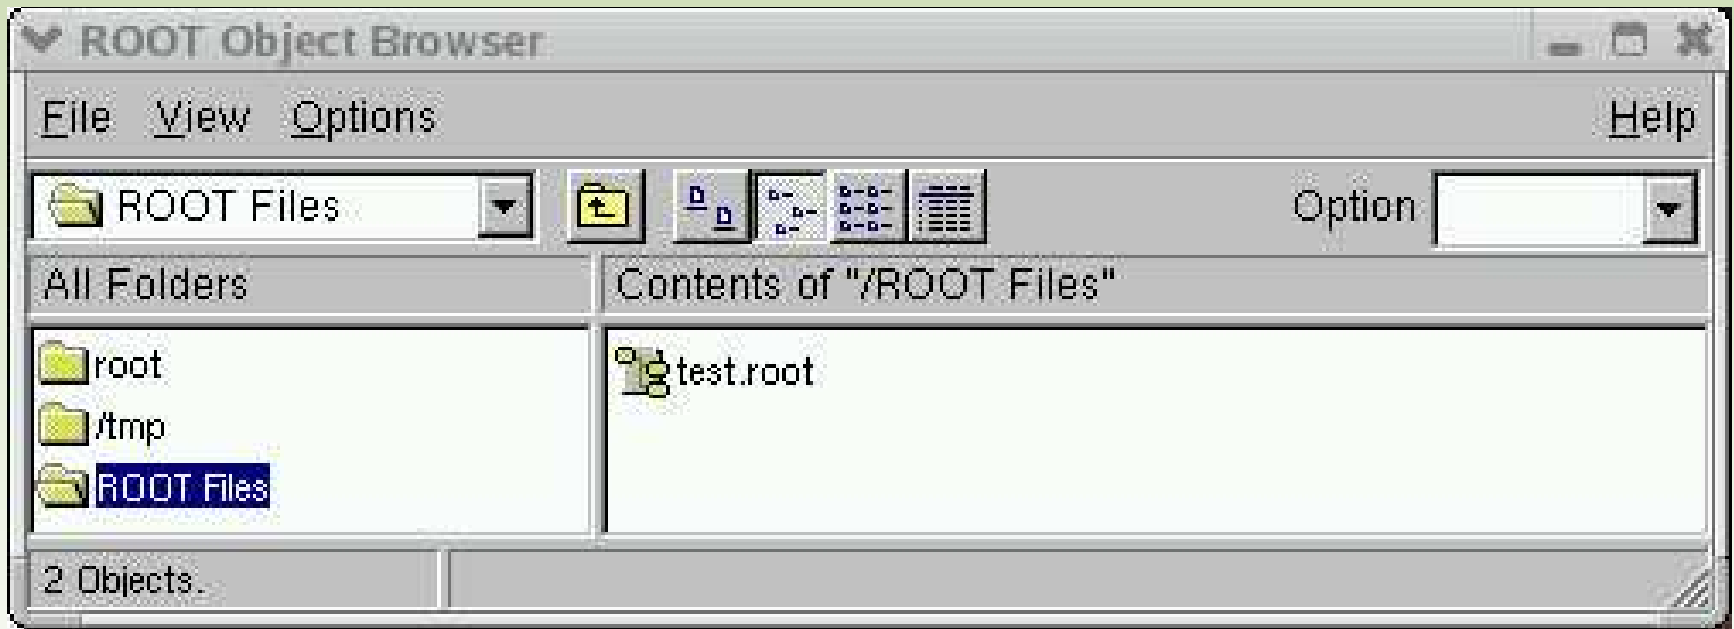 ROOT Object Browser
File View Options Help
ROOT Files Option
All Folders Contents of "/ROOT Files"
root
test.root
/tmp
ROOT Files
2 Objects.